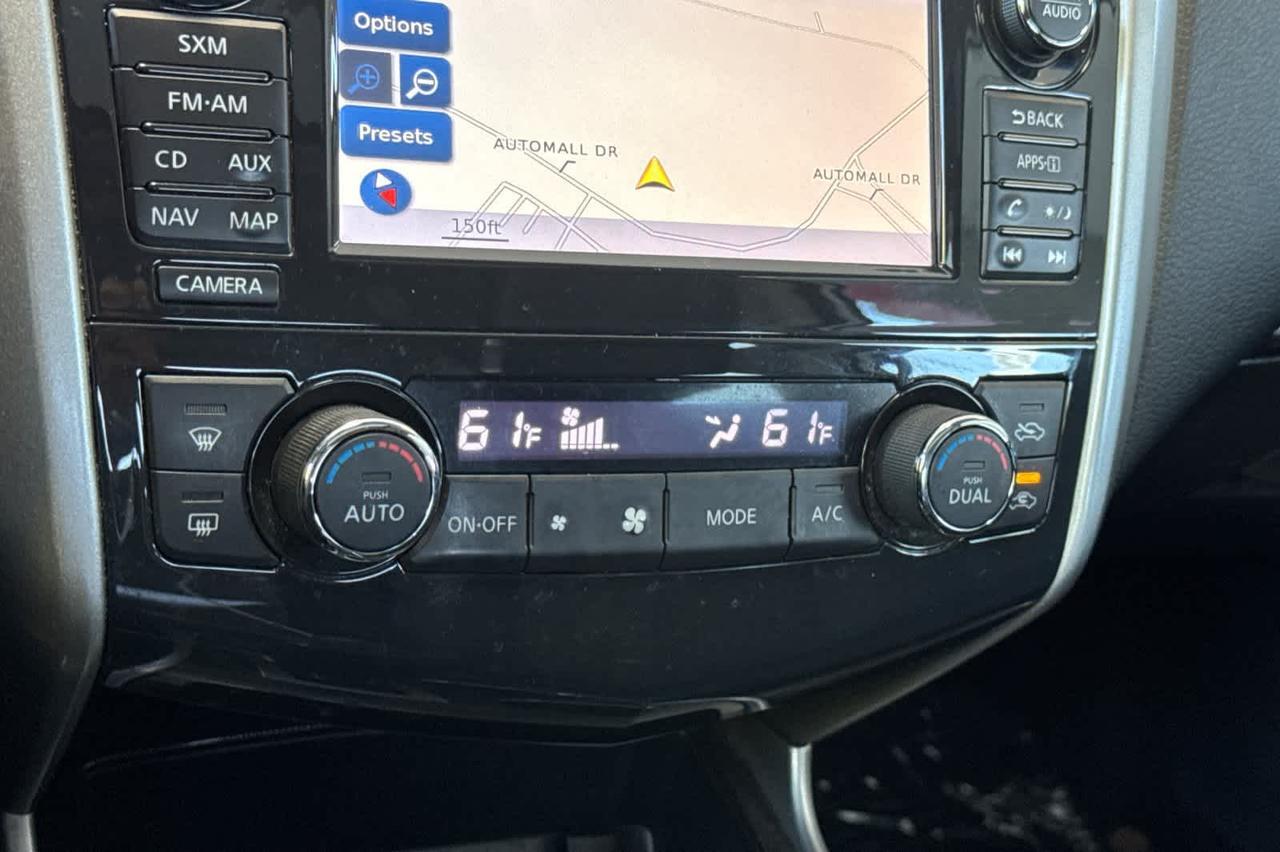 Options
SXM
FM·AM
CD AUX
NAV MAP
CAMERA
Presets
AUTOMALL DR
AUTOMALL DR
150ft
AUDIO
BACK
APPS·i
61°F
61°F
PUSH
AUTO
ON·OFF
MODE
A/C
PUSH
DUAL